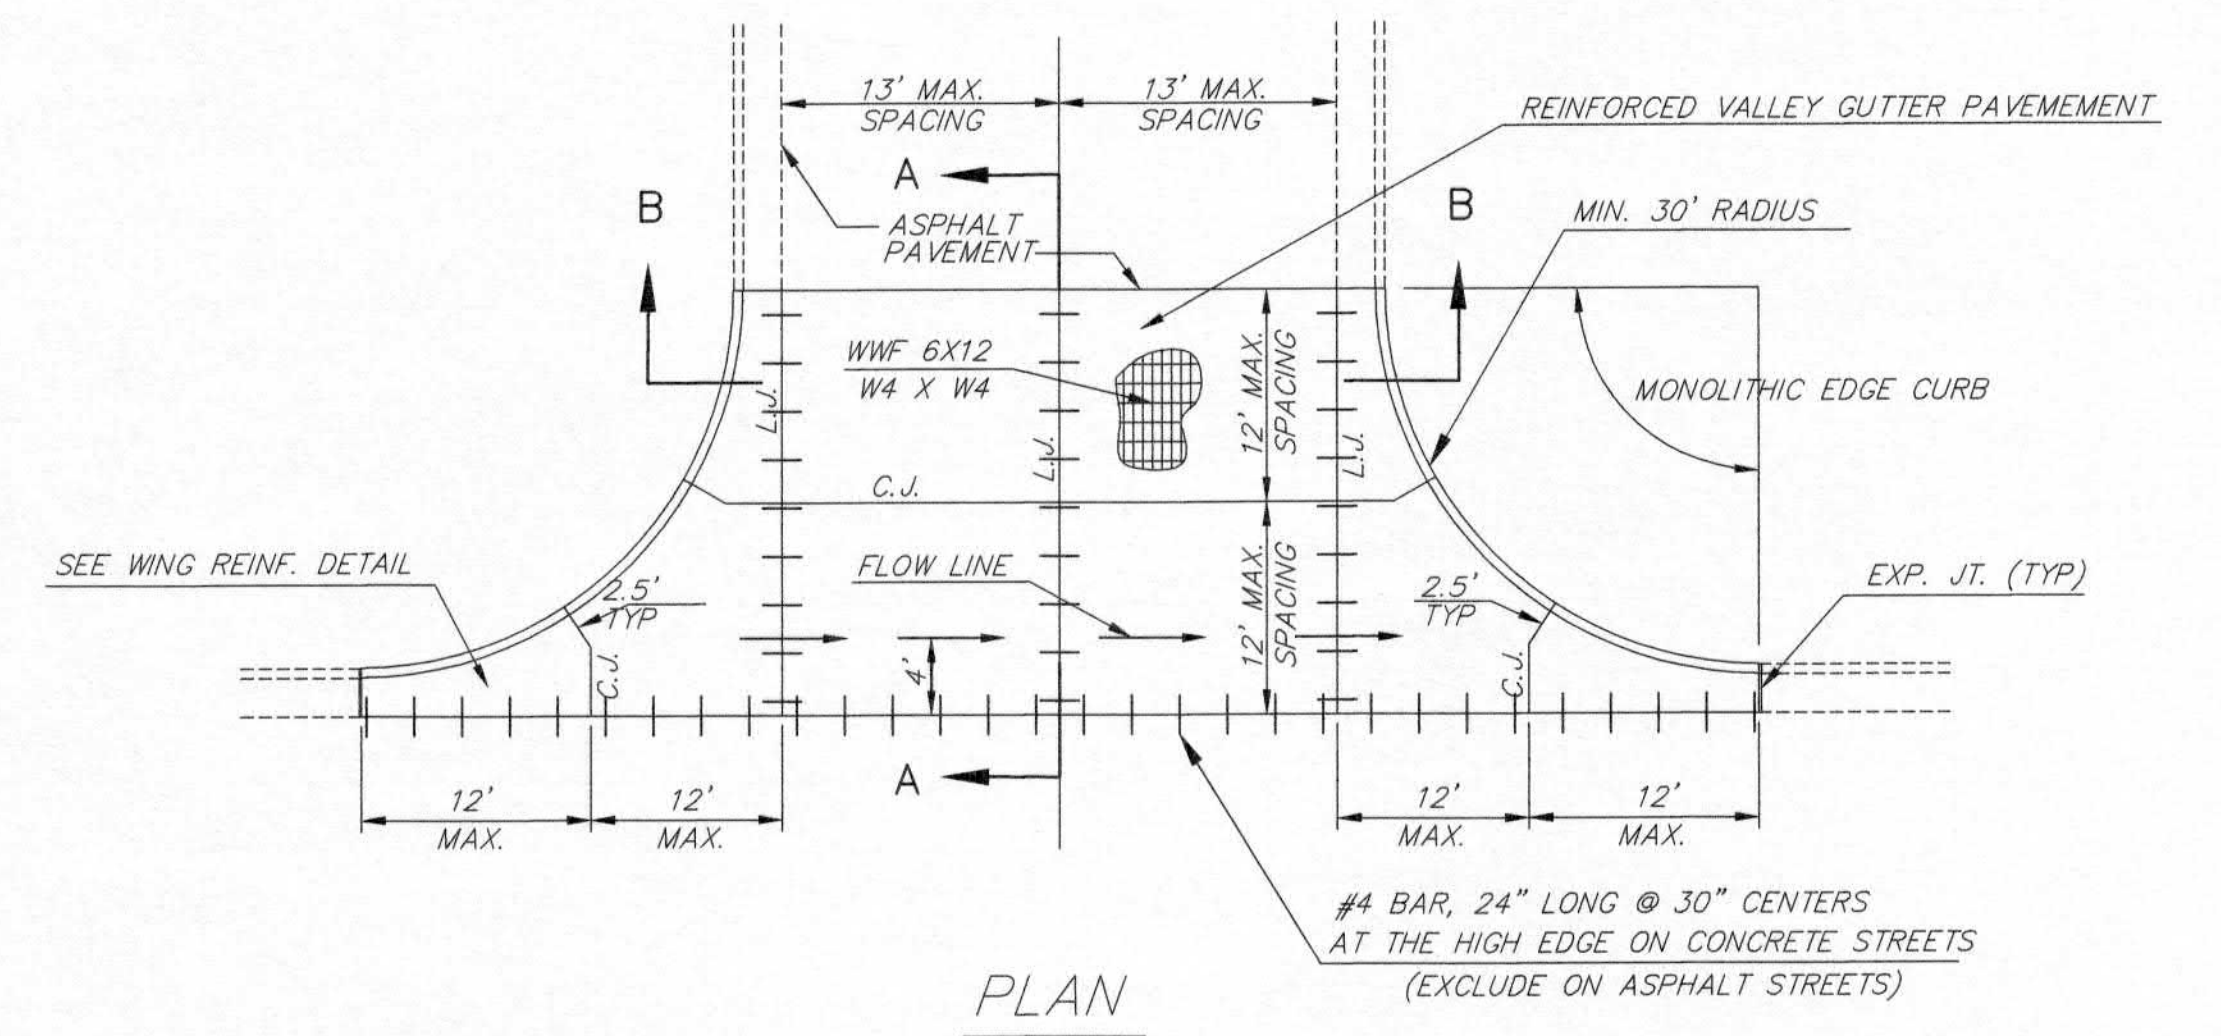 13' MAX.
SPACING
13' MAX.
SPACING
REINFORCED VALLEY GUTTER PAVEMEMENT
A
B
B
ASPHALT
PAVEMENT
MIN. 30' RADIUS
WWF 6X12
W4 X W4
12' MAX.
SPACING
MONOLITHIC EDGE CURB
L.J.
L.J.
L.J.
C.J.
SEE WING REINF. DETAIL
2.5'
TYP
FLOW LINE
12' MAX.
SPACING
2.5'
TYP
EXP. JT. (TYP)
C.J.
4'
C.J.
A
12'
MAX.
12'
MAX.
12'
MAX.
12'
MAX.
#4 BAR, 24" LONG @ 30" CENTERS
AT THE HIGH EDGE ON CONCRETE STREETS
(EXCLUDE ON ASPHALT STREETS)
PLAN